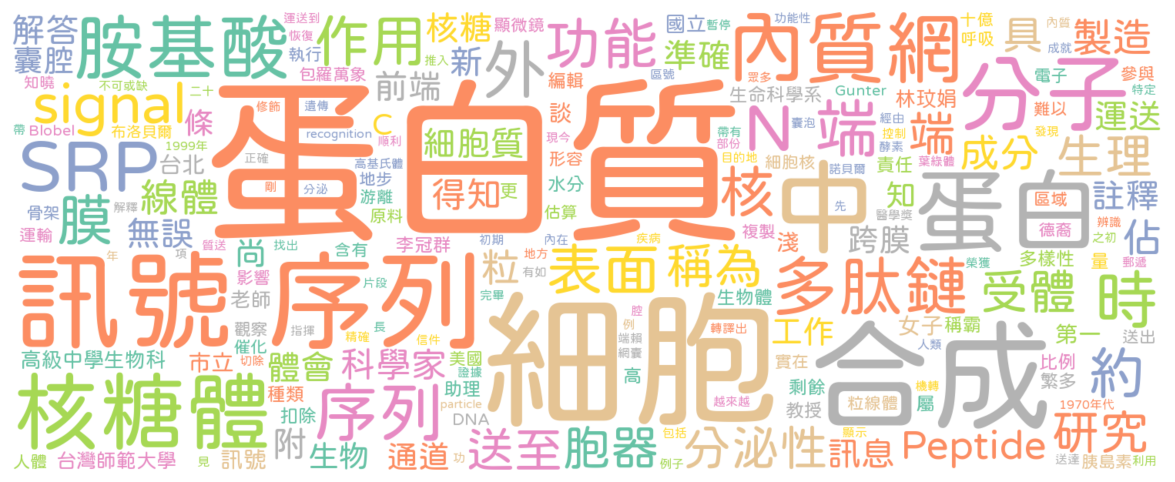 解答
胺基酸
運送到
恢復
執行
作用
核糖
顯微鏡
功能
國立
暫停
功能性
十億
呼吸
具
內質
成就
製造
囊腔
包羅萬象
推入
新
外
編輯
準確
眾多
區號
內質網
電子
參與
特定
知曉
不可或缺
二十
前端
談
生命科學系
Gunter
林玟娟
分子
難以
運送
signal
修飾
遺傳
帶
Blobel
布洛貝爾
條
recognition
C
順利
細胞質
形容
現今
囊泡
帶有
部份
N 端
經由
控制
酵素
葉綠體
端
發現
1999年
SRP
台北
正確
高基氏體
地步
得知
更
水分
目的地
細胞核
諾貝爾
責任
成分
生理
蛋白質
剛
分泌
游離
原料
估算
核
中
先
知
醫學獎
蛋白
區域
註釋
辨識
骨架
線體
解釋
膜
運輸
無誤
質送
找出
含有
李冠群
初期
內在
複製
淺
跨膜
德裔
之初
佔
年
項
尚
影響
片段
粒
地方
有如
疾病
表面
稱為
多樣性
榮獲
量
郵遞
訊號
序列
老師
觀察
催化
指揮
完畢
信件
長
腔
例
端賴
網囊
生物體
轉譯出
多肽鏈
受體
時
高級中學生物科
市立
切除
體會
精確
科學家
美國
證據
高
細胞
工作
女子
稱霸
人類
第一
送出
核糖體
種類
扣除
序列
助理
particle
DNA
越來越
實在
剩餘
教授
合成
機轉
粒線體
屬
比例
繁多
約
1970年代
人體
台灣師範大學
見
訊號
附
生物
通道
功
送至
胞器
包括
例子
分泌性
顯示
訊息
Peptide
送達
胰島素
研究
利用